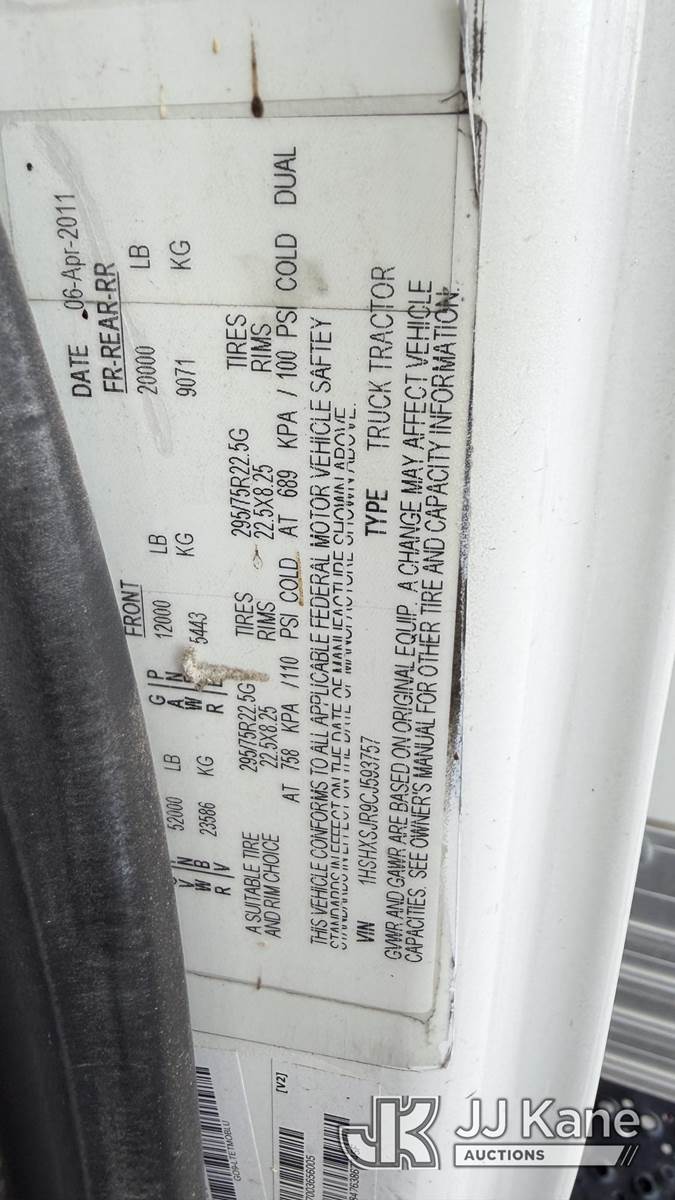 DATE 06-Apr-2011
FRONT FR-REAR-RR
52000 LB 12000 LB 20000 LB
23586 KG 5443 KG 9071 KG
A SUITABLE TIRE 295/75R22.5G TIRES 295/75R22.5G TIRES
AND RIM CHOICE 22.5X8.25 RIMS 22.5X8.25 RIMS
AT 758 KPA /110 PSI COLD AT 689 KPA / 100 PSI COLD DUAL
THIS VEHICLE CONFORMS TO ALL APPLICABLE FEDERAL MOTOR VEHICLE SAFTEY
STANDARDS IN EFFECT ON THE DATE OF MANUFACTURE SHOWN ABOVE.
VIN 1HSHXSJR9CJ593757 TYPE TRUCK TRACTOR
GVWR AND GAWR ARE BASED ON ORIGINAL EQUIP. A CHANGE MAY AFFECT VEHICLE
CAPACITIES. SEE OWNER'S MANUAL FOR OTHER TIRE AND CAPACITY INFORMATION.
[V2]
JK JJ Kane
AUCTIONS